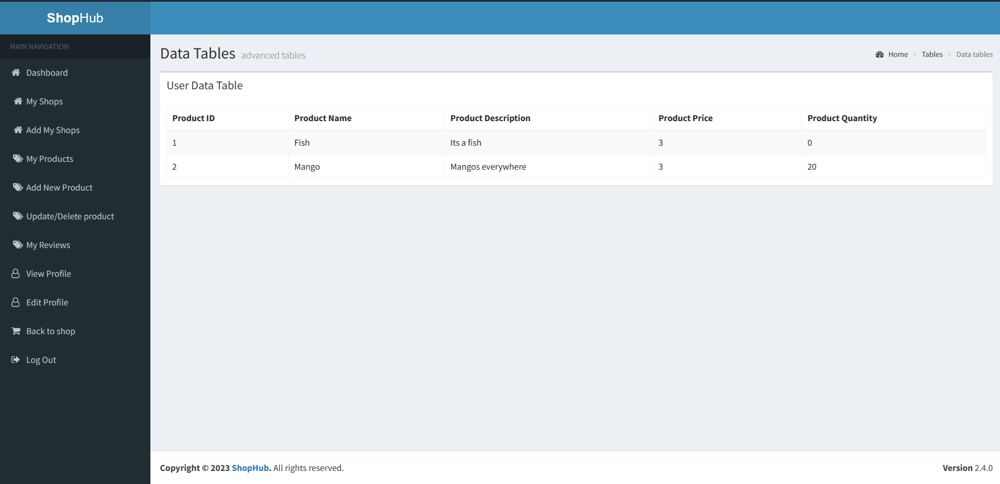 ShopHub
MAIN NAVIGATION
Dashboard
My Shops
Add My Shops
My Products
Add New Product
Update/Delete product
My Reviews
View Profile
Edit Profile
Back to shop
Log Out
Data Tables advanced tables
Home > Tables > Data tables
User Data Table
Product ID Product Name Product Description Product Price Product Quantity
1 Fish Its a fish 3 0
2 Mango Mangos everywhere 3 20
Copyright © 2023 ShopHub. All rights reserved.
Version 2.4.0